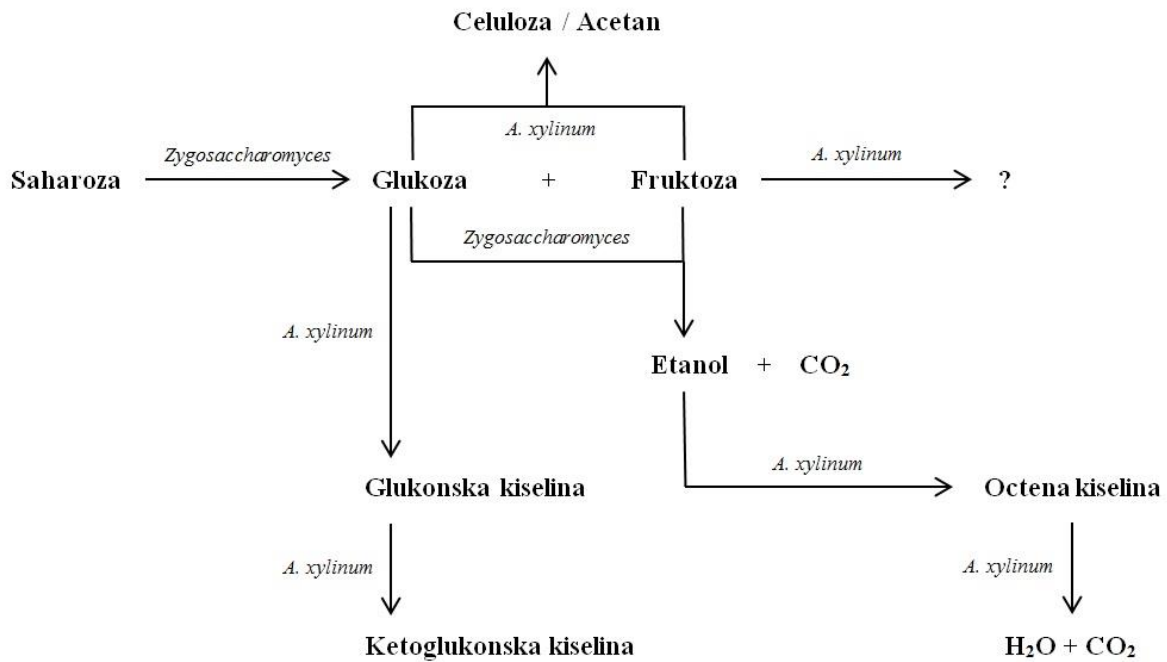 Celuloza / Acetan
A. xylinum
Zygosaccharomyces
A. xylinum
Saharoza
Glukoza + Fruktoza
?
Zygosaccharomyces
A. xylinum
Etanol + CO₂
A. xylinum
Glukonska kiselina
Octena kiselina
A. xylinum
A. xylinum
Ketoglukonska kiselina
H₂O + CO₂